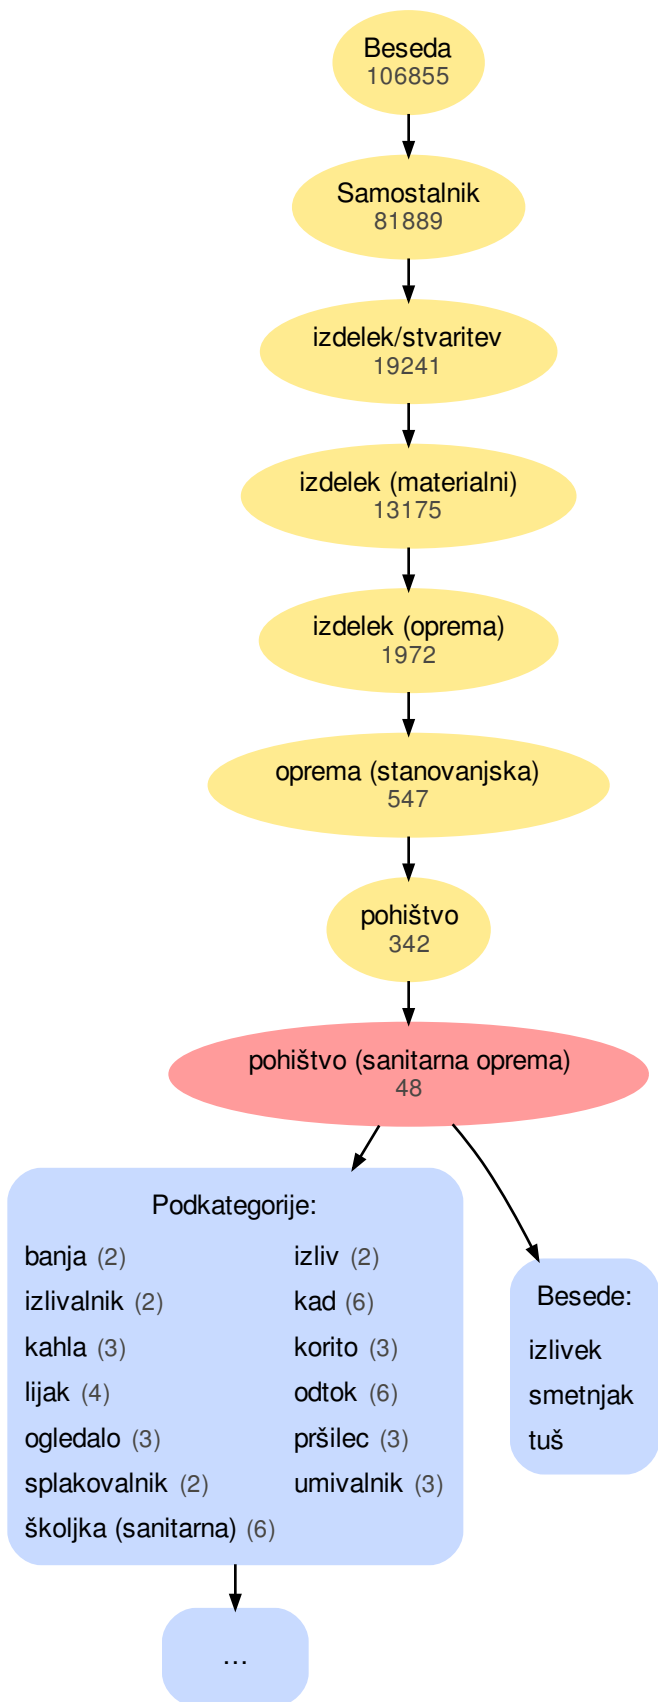 Beseda
106855
Samostalnik
81889
izdelek/stvaritev
19241
izdelek (materialni)
13175
izdelek (oprema)
1972
oprema (stanovanjska)
547
pohištvo
342
pohištvo (sanitarna oprema)
48
Podkategorije:
banja (2) izliv (2)
izlivalnik (2) kad (6)
kahla (3) korito (3)
lijak (4) odtok (6)
ogledalo (3) pršilec (3)
splakovalnik (2) umivalnik (3)
školjka (sanitarna) (6)
Besede:
izlivek
smetnjak
tuš
...